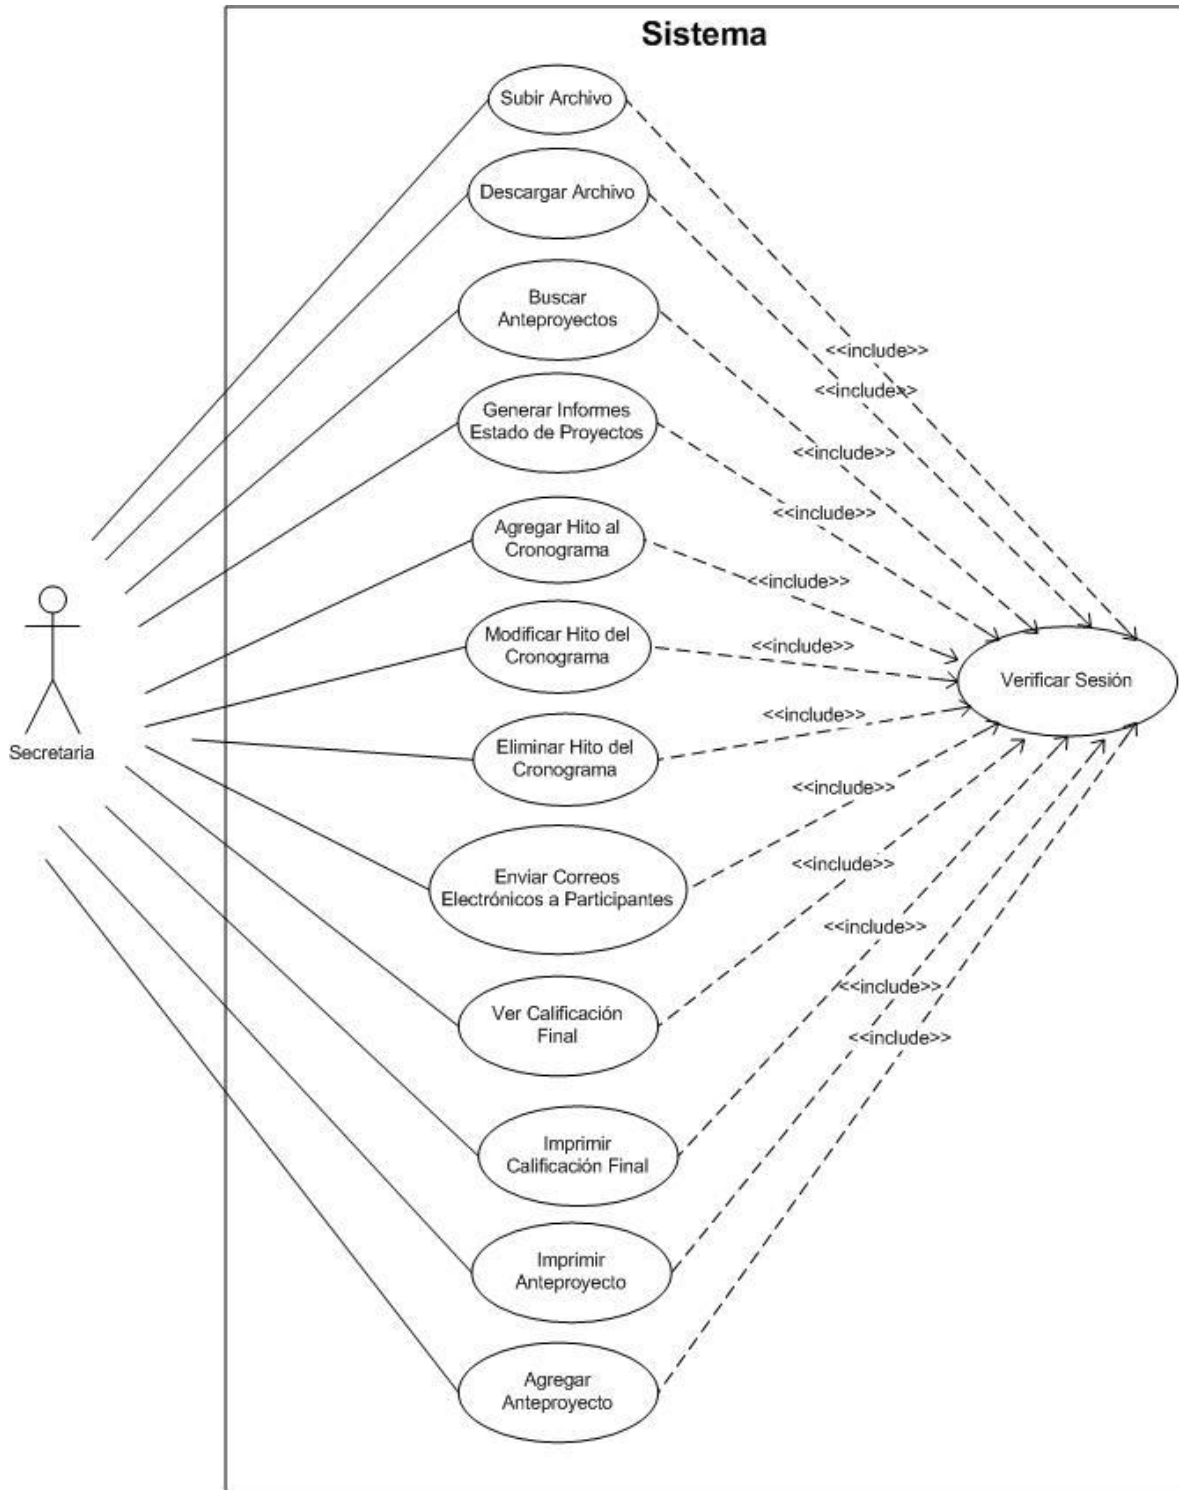 Sistema
Subir Archivo
Descargar Archivo
Buscar
Anteproyectos
<<include>>
<<include>>
Generar Informes
Estado de Proyectos
<<include>>
<<include>>
Agregar Hito al
Cronograma
<<include>>
Modificar Hito del
Cronograma
<<include>>
Verificar Sesión
Secretaria
Eliminar Hito del
Cronograma
<<include>>
<<include>>
Enviar Correos
Electrónicos a Participantes
<<include>>
<<include>>
Ver Calificación
Final
<<include>>
<<include>>
Imprimir
Calificación Final
Imprimir
Anteproyecto
Agregar
Anteproyecto